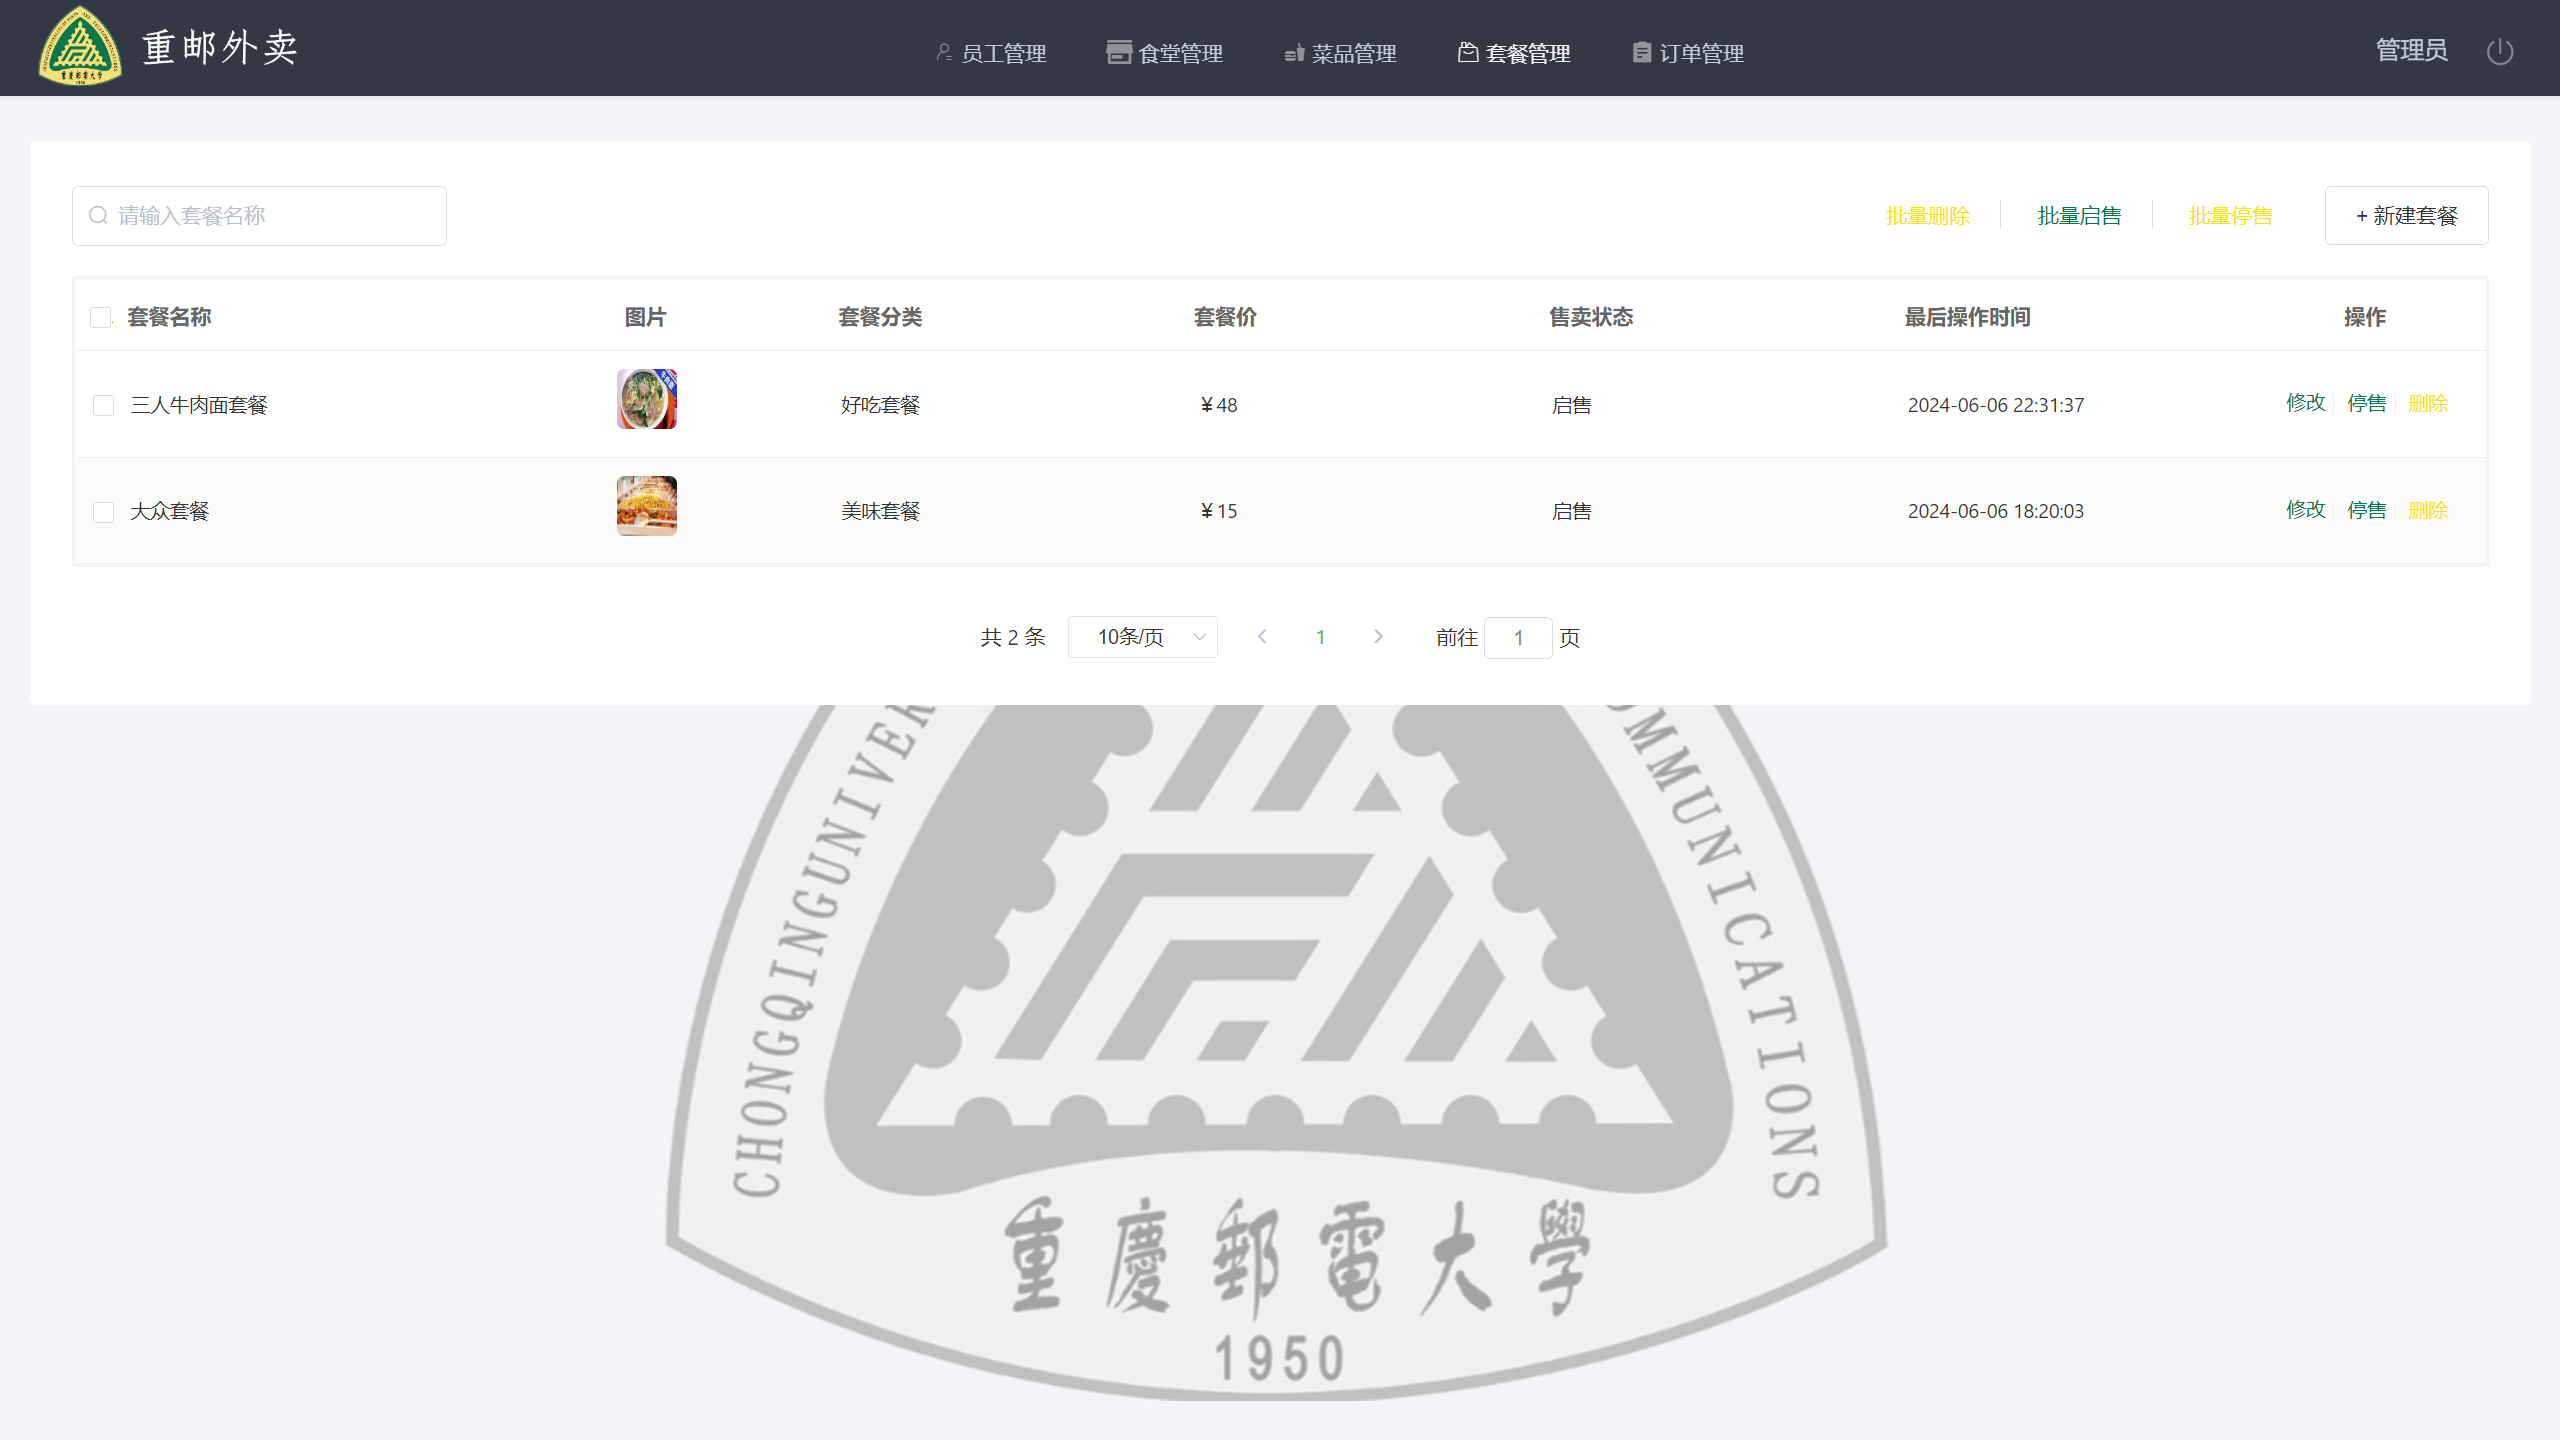 重邮外卖
员工管理
食堂管理
菜品管理
套餐管理
订单管理
管理员
请输入套餐名称
批量删除
批量启售
批量停售
+ 新建套餐
套餐名称 图片 套餐分类 套餐价 售卖状态 最后操作时间 操作
三人牛肉面套餐 好吃套餐 ¥ 48 启售 2024-06-06 22:31:37 修改 停售 删除
大众套餐 美味套餐 ¥ 15 启售 2024-06-06 18:20:03 修改 停售 删除
共 2 条 10条/页 1 前往 1 页
CHONGQINGUNIVER
OMMUNICATIONS
重慶郵電大學
1950